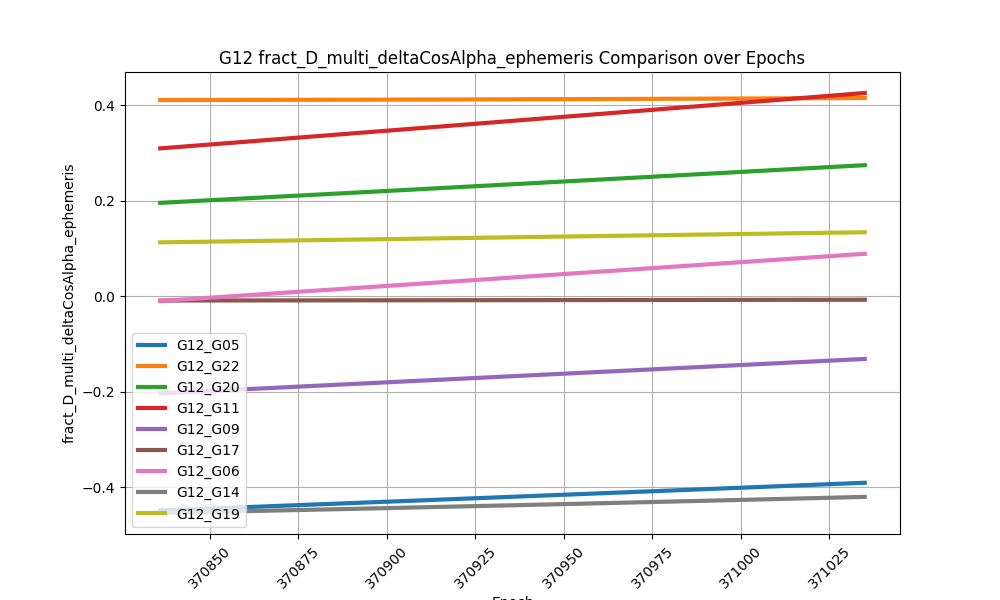 G12 fract_D_multi_deltaCosAlpha_ephemeris Comparison over Epochs
fract_D_multi_deltaCosAlpha_ephemeris
0.4
0.2
0.0
−0.2
−0.4
G12_G05
G12_G22
G12_G20
G12_G11
G12_G09
G12_G17
G12_G06
G12_G14
G12_G19
370850
370875
370900
370925
370950
370975
371000
371025
Epoch